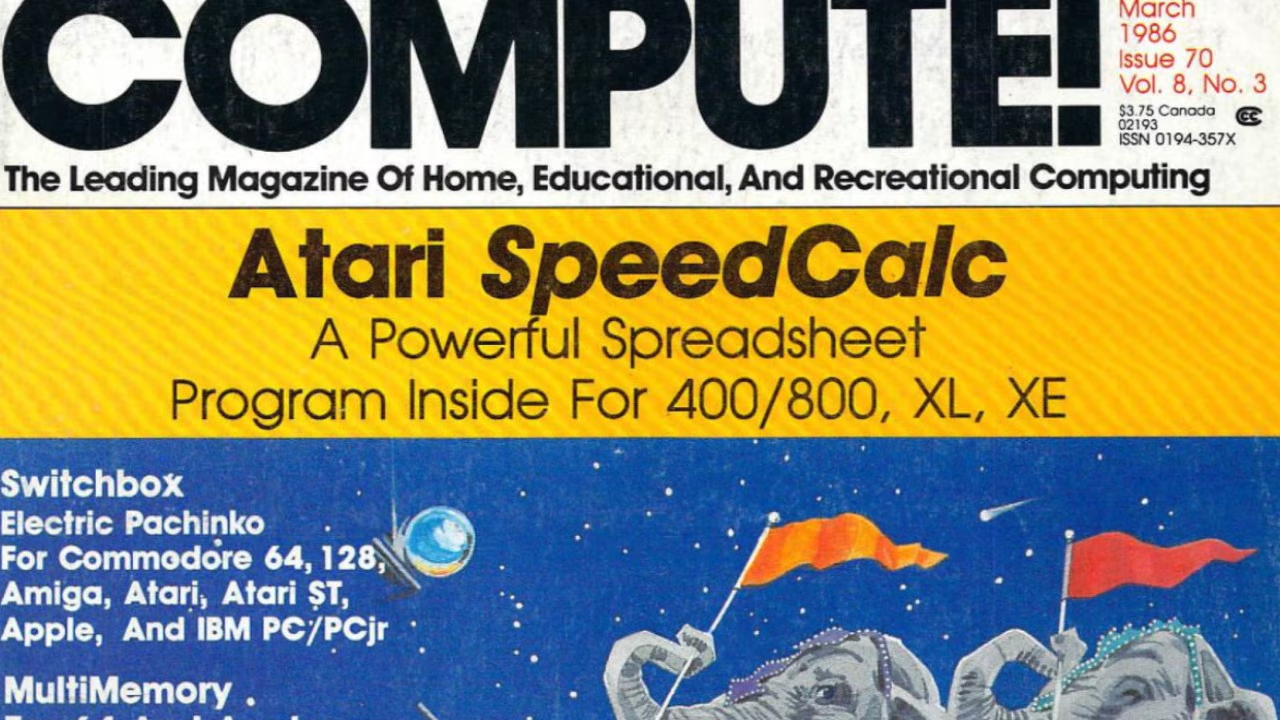 COMPUTE!
March
1986
Issue 70
Vol. 8, No. 3
$3.75 Canada
02193
ISSN 0194-357X
The Leading Magazine Of Home, Educational, And Recreational Computing
Atari SpeedCalc
A Powerful Spreadsheet
Program Inside For 400/800, XL, XE
Switchbox
Electric Pachinko
For Commodore 64, 128,
Amiga, Atari, Atari ST,
Apple, And IBM PC/PCjr
MultiMemory